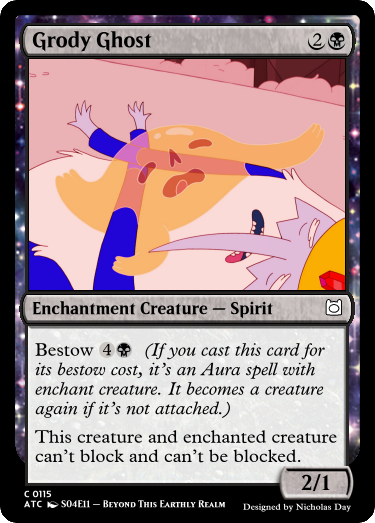 Grody Ghost 2
Enchantment Creature — Spirit
Bestow 4 (If you cast this card for
its bestow cost, it's an Aura spell with
enchant creature. It becomes a creature
again if it's not attached.)
This creature and enchanted creature
can't block and can't be blocked.
2/1
C 0115
ATC S04E11 – Beyond This Earthly Realm
Designed by Nicholas Day